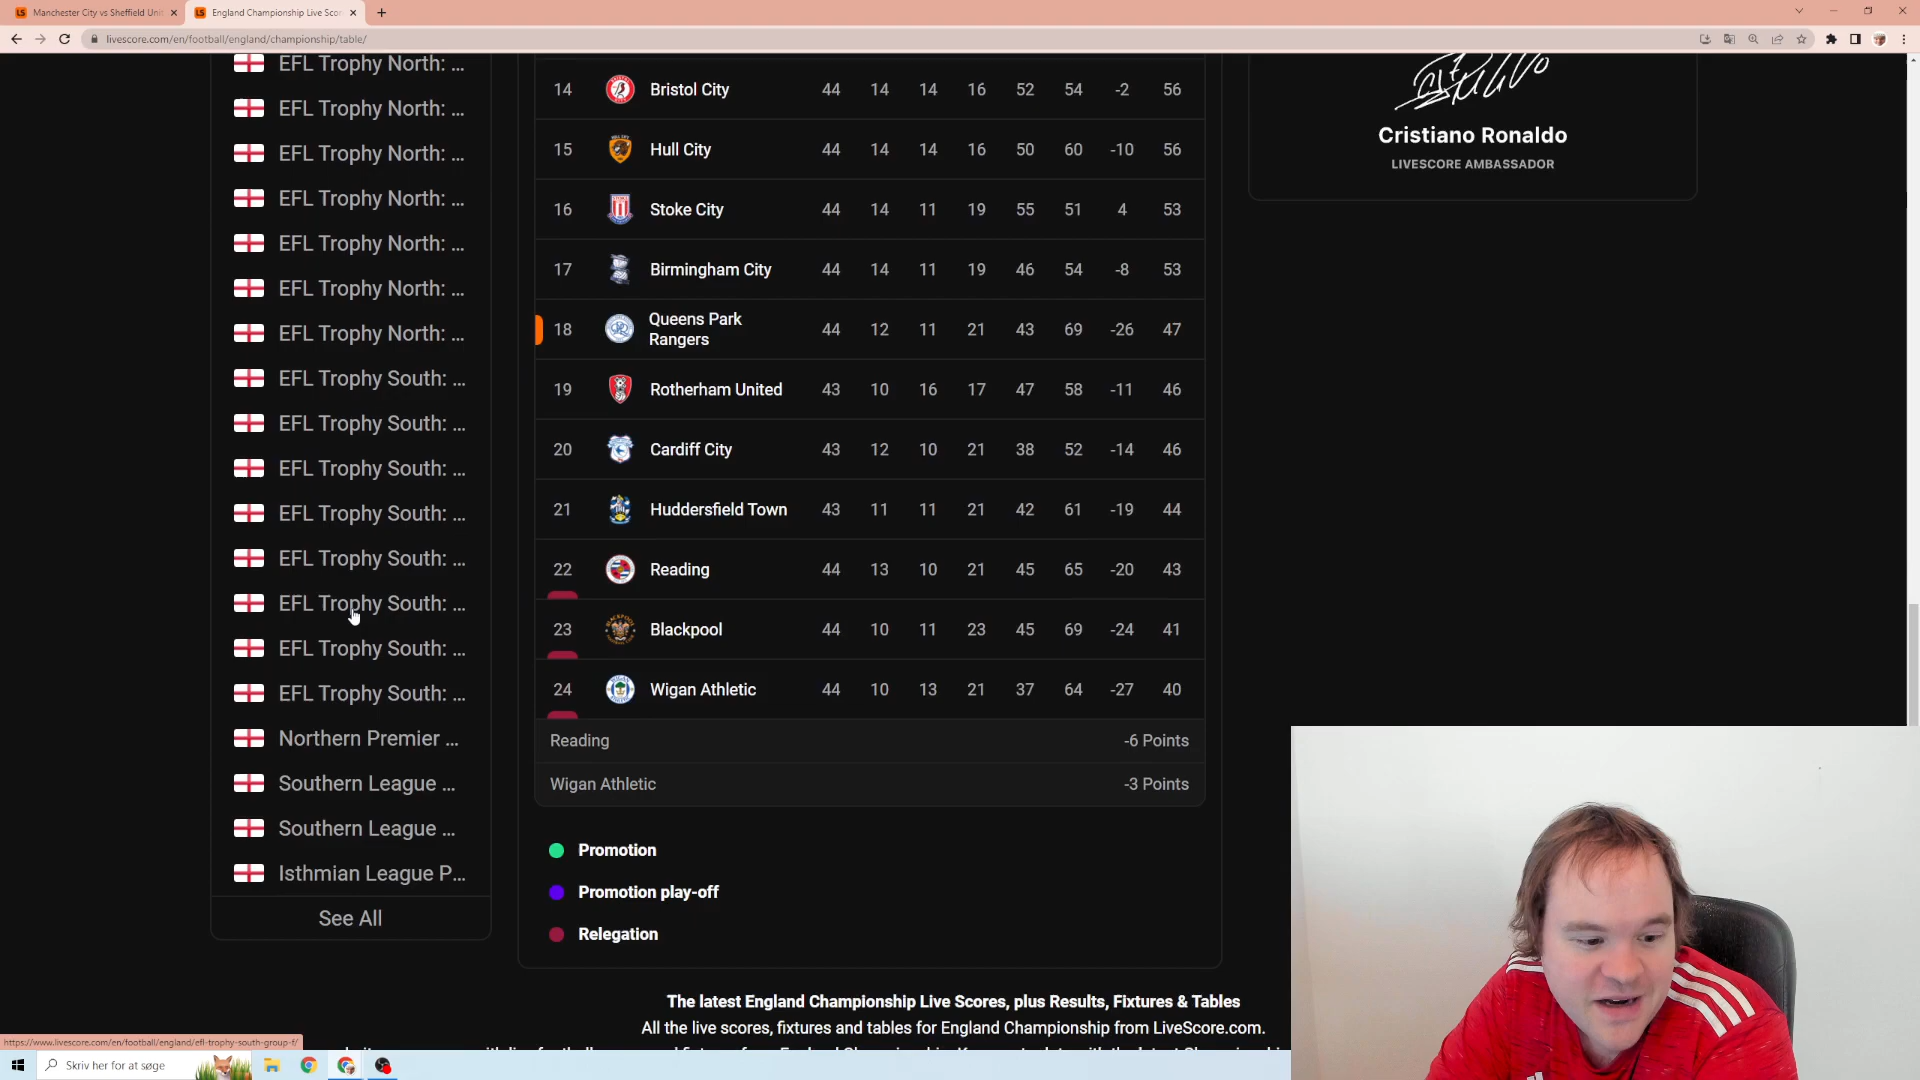 Manchester City vs Sheffield Unit
England Championship Live Scor
livescore.com/en/football/england/championship/table/
EFL Trophy North: ...
EFL Trophy North: ...
EFL Trophy North: ...
EFL Trophy North: ...
EFL Trophy North: ...
EFL Trophy North: ...
EFL Trophy North: ...
EFL Trophy South: ...
EFL Trophy South: ...
EFL Trophy South: ...
EFL Trophy South: ...
EFL Trophy South: ...
EFL Trophy South: ...
EFL Trophy South: ...
EFL Trophy South: ...
Northern Premier ...
Southern League ...
Southern League ...
Isthmian League P...
See All
14 Bristol City 44 14 14 16 52 54 -2 56
15 Hull City 44 14 14 16 50 60 -10 56
16 Stoke City 44 14 11 19 55 51 4 53
17 Birmingham City 44 14 11 19 46 54 -8 53
18 Queens Park Rangers 44 12 11 21 43 69 -26 47
19 Rotherham United 43 10 16 17 47 58 -11 46
20 Cardiff City 43 12 10 21 38 52 -14 46
21 Huddersfield Town 43 11 11 21 42 61 -19 44
22 Reading 44 13 10 21 45 65 -20 43
23 Blackpool 44 10 11 23 45 69 -24 41
24 Wigan Athletic 44 10 13 21 37 64 -27 40
Reading -6 Points
Wigan Athletic -3 Points
Promotion
Promotion play-off
Relegation
The latest England Championship Live Scores, plus Results, Fixtures & Tables
All the live scores, fixtures and tables for England Championship from LiveScore.com.
Cristiano Ronaldo
LIVESCORE AMBASSADOR
https://www.livescore.com/en/football/england/efl-trophy-south-group-f/
Skriv her for at søge